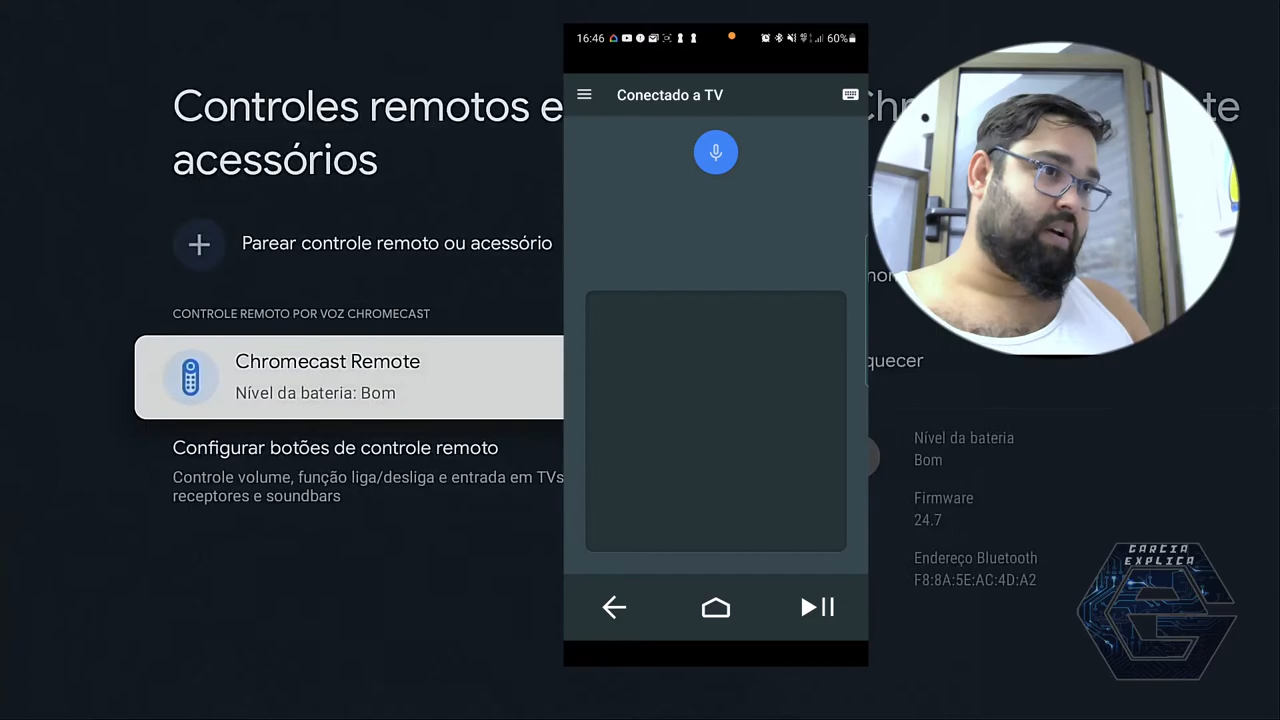 16:46
60%
Conectado a TV
Controles remotos e
acessórios
Parear controle remoto ou acessório
CONTROLE REMOTO POR VOZ CHROMECAST
Chromecast Remote
Nível da bateria: Bom
Configurar botões de controle remoto
Controle volume, função liga/desliga e entrada em TVs
receptores e soundbars
quecer
Nível da bateria
Bom
Firmware
24.7
Endereço Bluetooth
F8:8A:5E:AC:4D:A2
GARCIA
EXPLICA